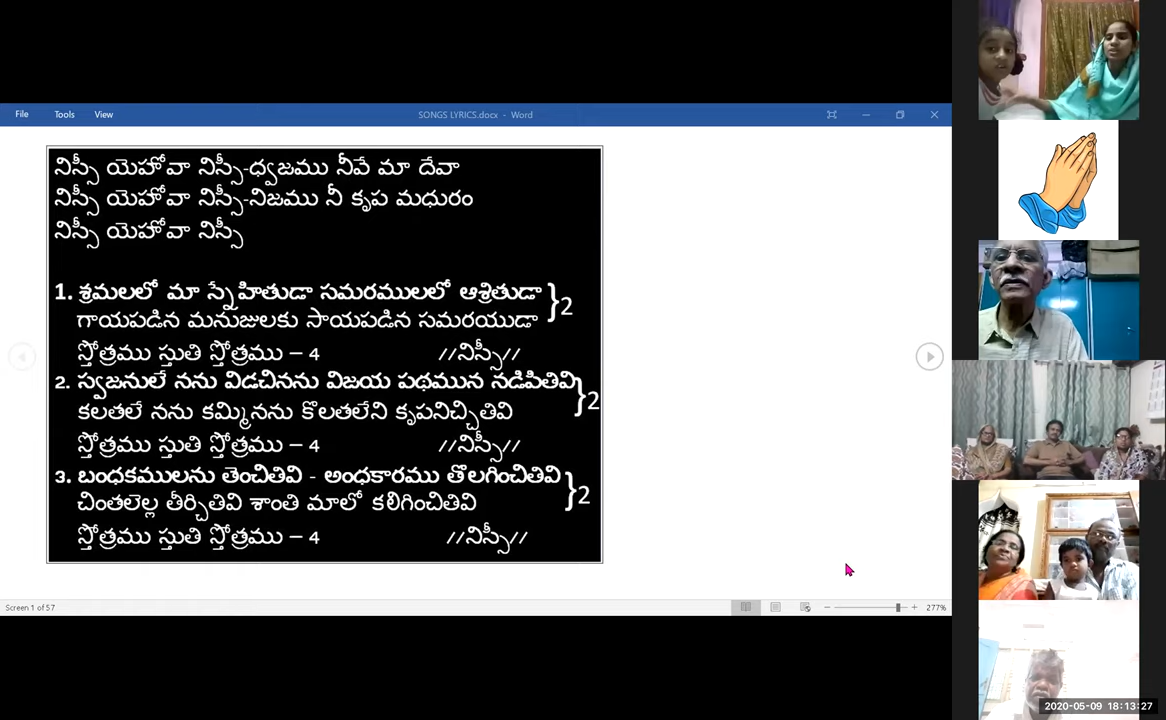 File Tools View SONGS LYRICS.docx - Word
నిస్సీ యెహోవా నిస్సీ-ధ్వజము నీవే మా దేవా
నిస్సీ యెహోవా నిస్సీ-నిజము నీ కృప మధురం
నిస్సీ యెహోవా నిస్సీ
1. శ్రమలలో మా స్నేహితుడా సమరములలో ఆశ్రితుడా
గాయపడిన మనుజులకు సాయపడిన సమరయుడా }2
స్తోత్రము స్తుతి స్తోత్రము – 4 //నిస్సీ//
2. స్వజనులే నను విడచినను విజయ పథమున నడిపితివి
కలతలే నను కమ్మినను కొలతలేని కృపనిచ్చితివి }2
స్తోత్రము స్తుతి స్తోత్రము – 4 //నిస్సీ//
3. బంధకములను తెంచితివి - అంధకారము తొలగించితివి
చింతలెల్ల తీర్చితివి శాంతి మాలో కలిగించితివి }2
స్తోత్రము స్తుతి స్తోత్రము – 4 //నిస్సీ//
Screen 1 of 57 277%
2020-05-09 18:13:27